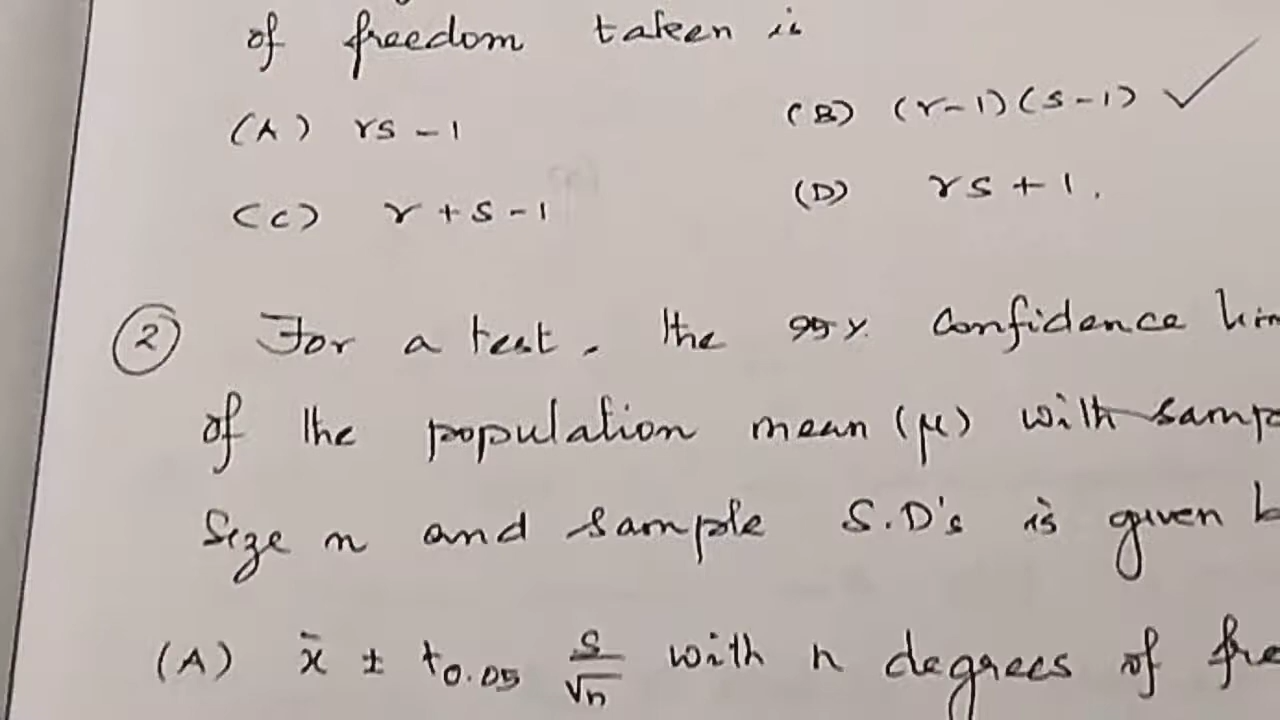 of freedom taken is
(A) rs - 1 (B) (r-1)(s-1) ✓
(C) r + s - 1 (D) rs + 1.
(2) For a test, the 95% Confidence
of the population mean (μ) with
Size n and sample S.D's is given
(A) x̄ ± t0.05 s/√n with n degrees of